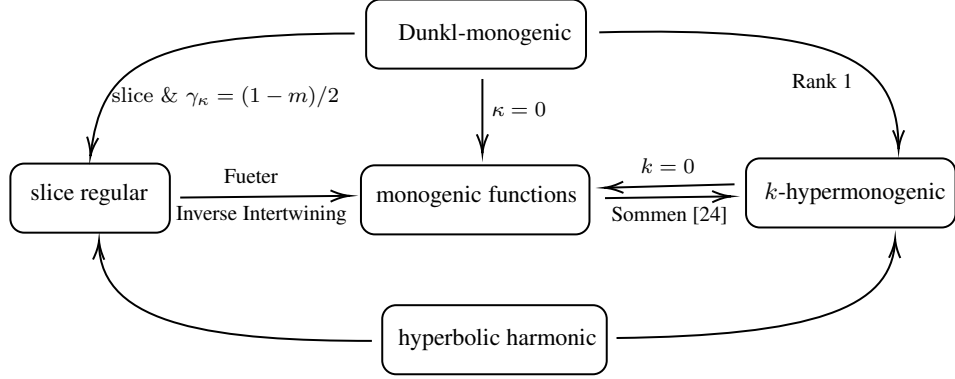 Dunkl-monogenic
Rank 1
slice & γ_κ = (1 − m)/2
κ = 0
slice regular
Fueter
Inverse Intertwining
monogenic functions
k = 0
Sommen [24]
k-hypermonogenic
hyperbolic harmonic